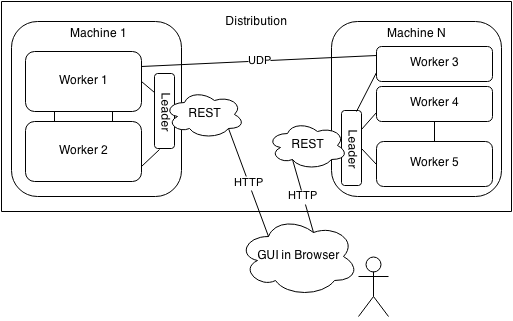 Distribution
Machine 1
Machine N
Worker 1
Worker 2
Leader
REST
UDP
Worker 3
Worker 4
Worker 5
Leader
REST
HTTP
HTTP
GUI in Browser